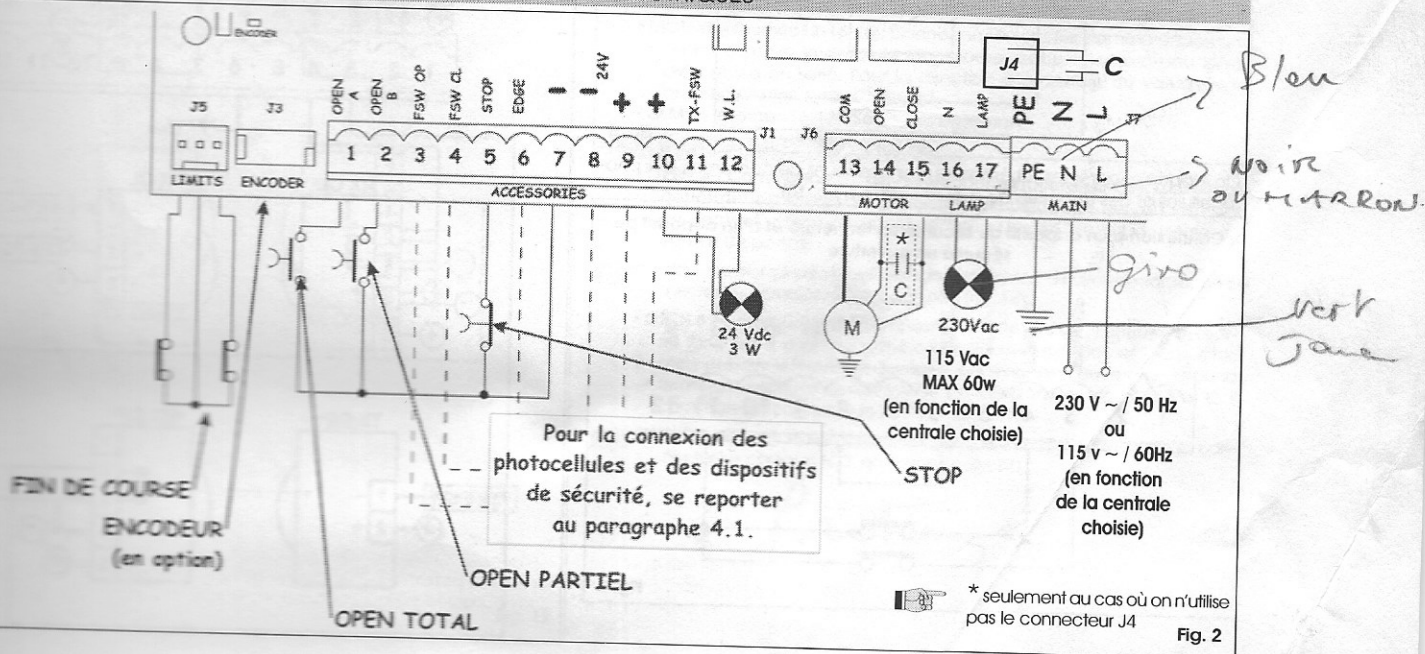 ENCODER
J5
J3
OPEN A
OPEN B
FSW OP
FSW CL
STOP
EDGE
−
−
24V
+
+
TX-FSW
W.L.
J1
J6
COM
OPEN
CLOSE
N
LAMP
J4
C
PE
N
L
J7
1 2 3 4 5 6 7 8 9 10 11 12
13 14 15 16 17
PE N L
LIMITS
ENCODER
ACCESSORIES
MOTOR
LAMP
MAIN
Bleu
Noire
OU MARRON
Giro
vert
24 Vdc
3 W
*
C
M
230Vac
115 Vac
MAX 60w
(en fonction de la
centrale choisie)
230 V ~ / 50 Hz
ou
115 v ~ / 60Hz
(en fonction
de la centrale
choisie)
Pour la connexion des
photocellules et des dispositifs
de sécurité, se reporter
au paragraphe 4.1.
STOP
FIN DE COURSE
ENCODEUR
(en option)
OPEN PARTIEL
OPEN TOTAL
* seulement au cas où on n'utilise
pas le connecteur J4
Fig. 2